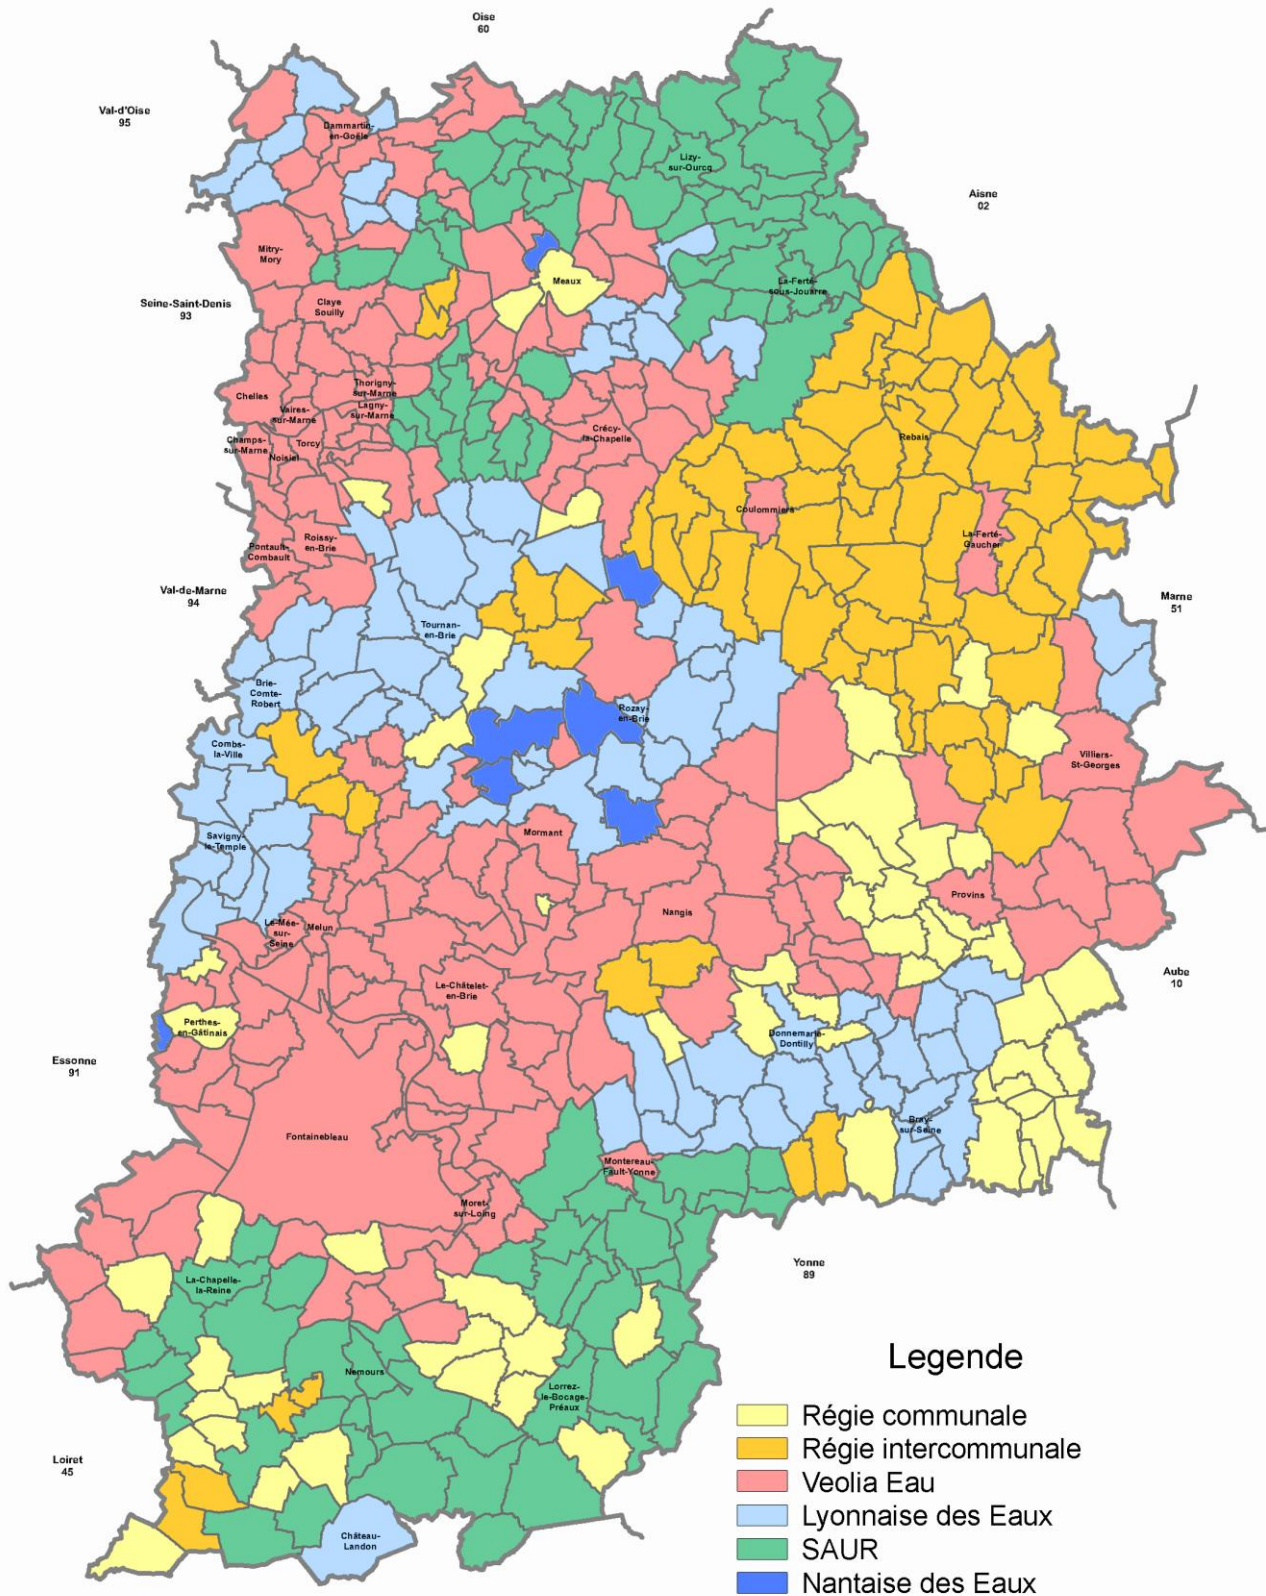 Oise
60
Val-d'Oise
95
Dammartin-
en-Goële
Lizy-
sur-Ourcq
Aisne
02
Mitry-
Mory
Meaux
La-Ferté-
sous-Jouarre
Seine-Saint-Denis
93
Claye
Souilly
Chelles
Thorigny-
sur-Marne
Vaires-
sur-Marne
Lagny-
sur-Marne
Champs-
sur-Marne
Torcy
Noisiel
Crécy-
la-Chapelle
Rebais
Coulommiers
La-Ferté-
Gaucher
Roissy-
en-Brie
Pontault-
Combault
Val-de-Marne
94
Marne
51
Tournan-
en-Brie
Brie-
Comte-
Robert
Rozay-
en-Brie
Combs-
la-Ville
Villiers-
St-Georges
Savigny-
le-Temple
Mormant
Provins
Nangis
Le-Mée-
sur-
Seine
Melun
Le-Châtelet-
en-Brie
Aube
10
Perthes-
en-Gâtinais
Donnemarie-
Dontilly
Essonne
91
Bray-
sur-Seine
Fontainebleau
Montereau-
Fault-Yonne
Moret-
sur-Loing
Yonne
89
La-Chapelle-
la-Reine
Nemours
Lorrez-
le-Bocage-
Préaux
Loiret
45
Château-
Landon
Legende
Régie communale
Régie intercommunale
Veolia Eau
Lyonnaise des Eaux
SAUR
Nantaise des Eaux